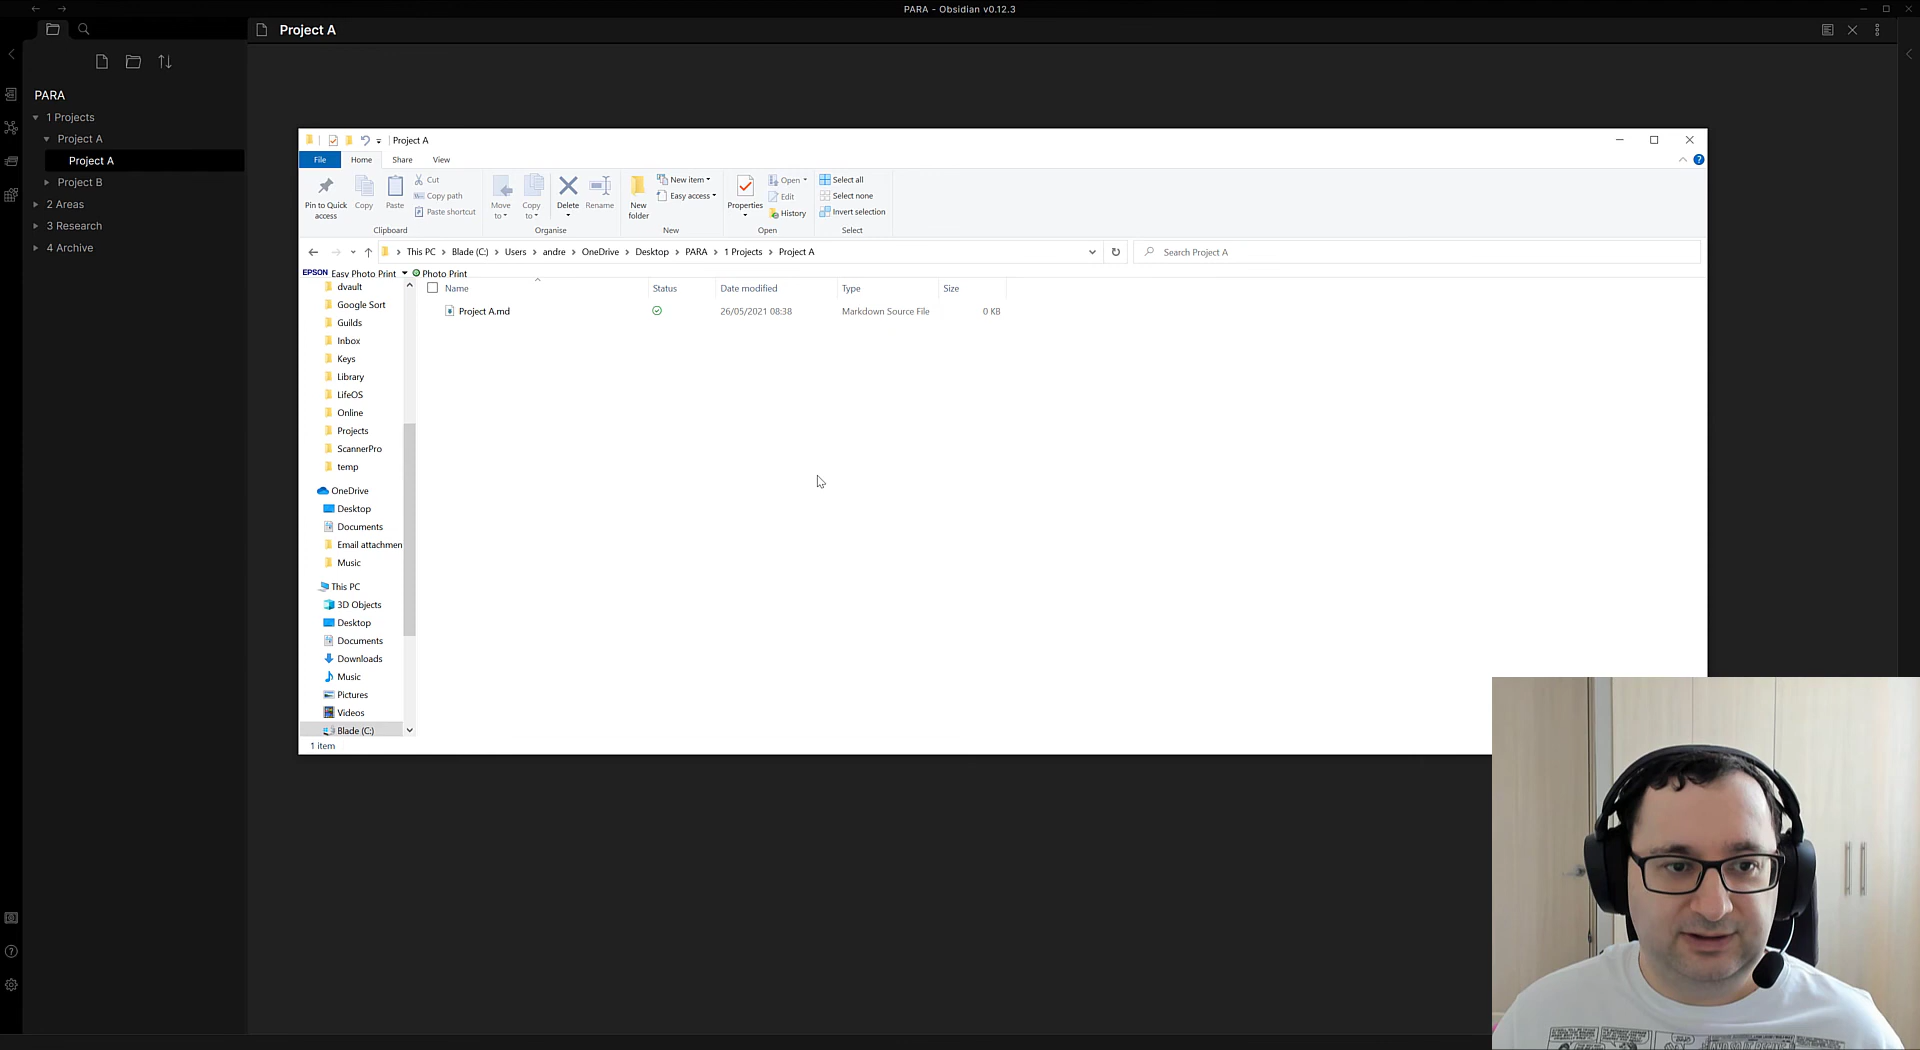 PARA - Obsidian v0.12.3
Project A
PARA
1 Projects
Project A
Project A
Project B
2 Areas
3 Research
4 Archive
Project A
File Home Share View
Pin to Quick access
Copy
Paste
Cut
Copy path
Paste shortcut
Clipboard
Move to
Copy to
Delete
Rename
Organise
New folder
New item
Easy access
New
Properties
Open
Edit
History
Open
Select all
Select none
Invert selection
Select
This PC Blade (C:) Users andre OneDrive Desktop PARA 1 Projects Project A
Search Project A
EPSON Easy Photo Print Photo Print
Name Status Date modified Type Size
Project A.md 26/05/2021 08:38 Markdown Source File 0 KB
dvault
Google Sort
Guilds
Inbox
Keys
Library
LifeOS
Online
Projects
ScannerPro
temp
OneDrive
Desktop
Documents
Email attachmen
Music
This PC
3D Objects
Desktop
Documents
Downloads
Music
Pictures
Videos
Blade (C:)
1 item